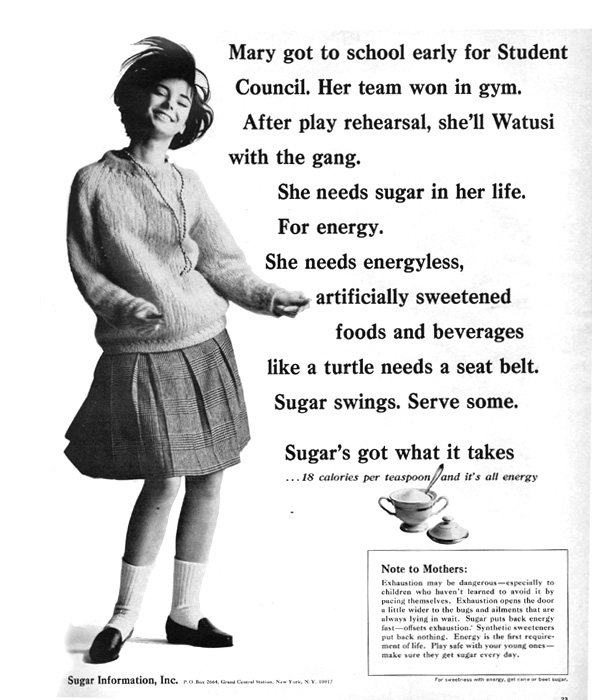 Mary got to school early for Student
Council. Her team won in gym.
After play rehearsal, she'll Watusi
with the gang.
She needs sugar in her life.
For energy.
She needs energyless,
artificially sweetened
foods and beverages
like a turtle needs a seat belt.
Sugar swings. Serve some.
Sugar's got what it takes
...18 calories per teaspoon and it's all energy
Note to Mothers:
Exhaustion may be dangerous—especially to
children who haven't learned to avoid it by
pacing themselves. Exhaustion opens the door
a little wider to the bugs and ailments that are
always lying in wait. Sugar puts back energy
fast—offsets exhaustion. Synthetic sweeteners
put back nothing. Energy is the first require-
ment of life. Play safe with your young ones—
make sure they get sugar every day.
Sugar Information, Inc. P.O. Box 2664, Grand Central Station, New York, N.Y. 10017
For sweetness with energy, get cane or beet sugar.
23